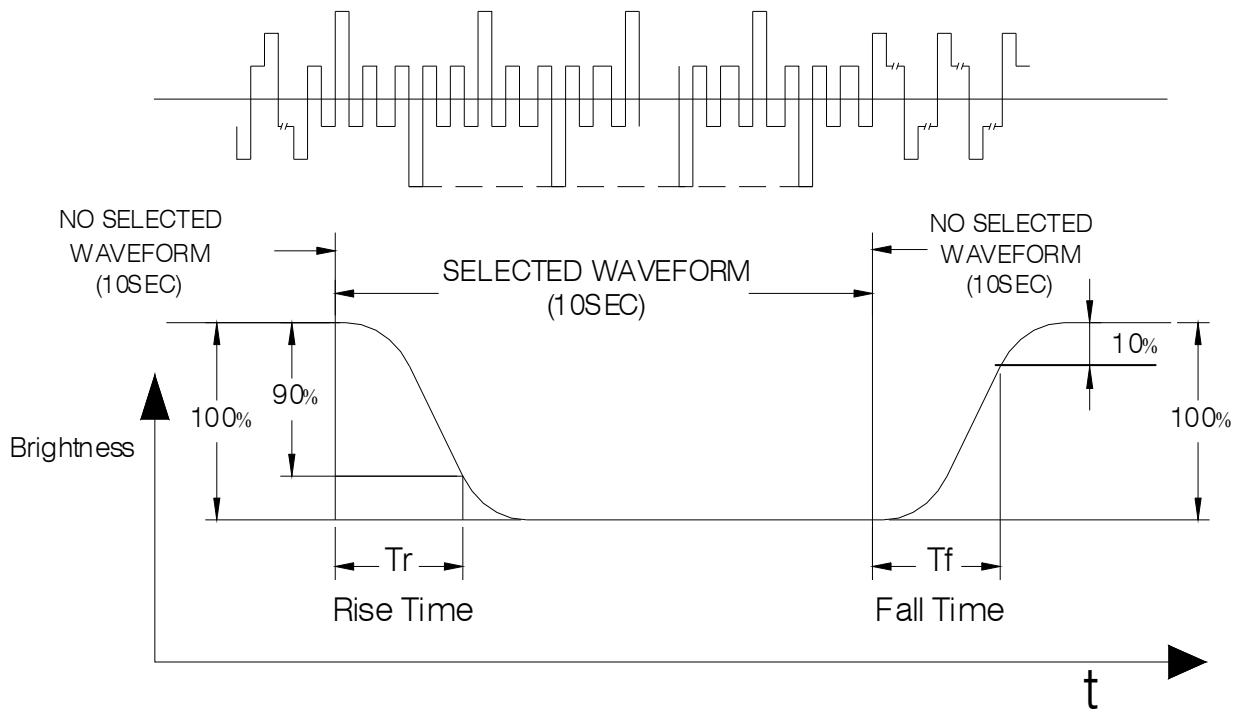 NO SELECTED
WAVEFORM
(10SEC)
SELECTED WAVEFORM
(10SEC)
NO SELECTED
WAVEFORM
(10SEC)
100%
90%
10%
100%
Brightness
Tr
Tf
Rise Time
Fall Time
t